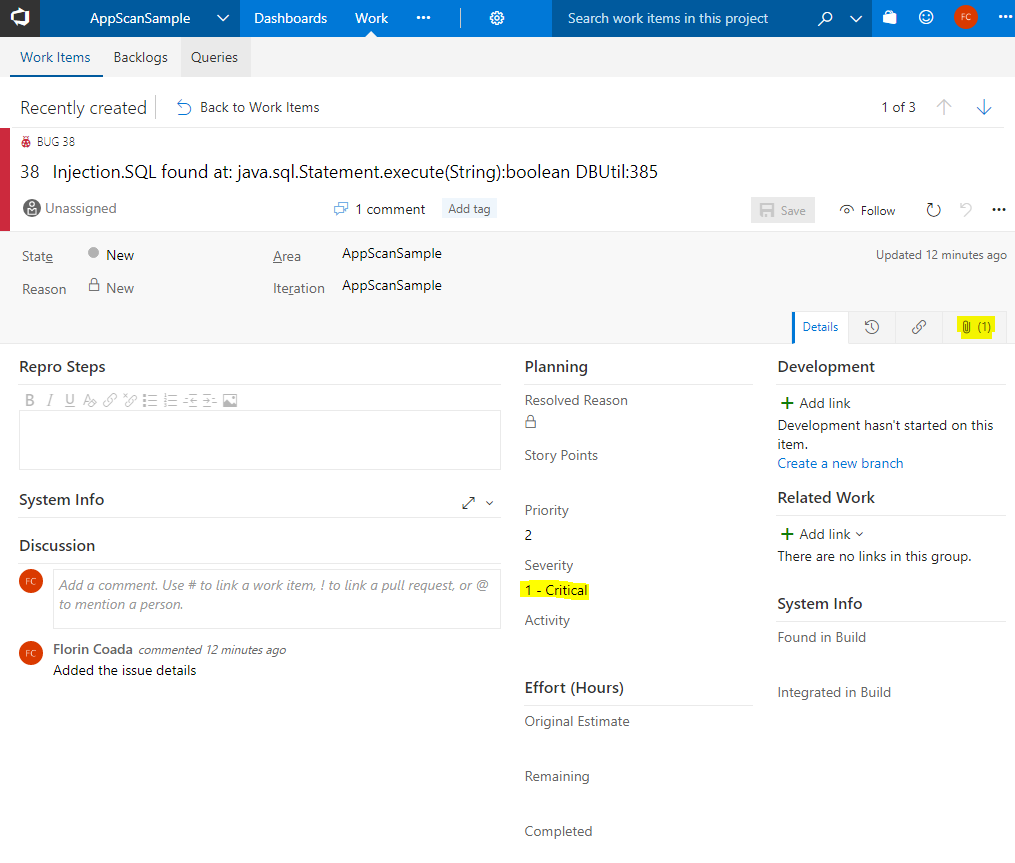 AppScanSample
Dashboards
Work
Search work items in this project
FC
Work Items
Backlogs
Queries
Recently created
Back to Work Items
1 of 3
BUG 38
38 Injection.SQL found at: java.sql.Statement.execute(String):boolean DBUtil:385
Unassigned
1 comment
Add tag
Save
Follow
State
New
Area
AppScanSample
Updated 12 minutes ago
Reason
New
Iteration
AppScanSample
Details
(1)
Repro Steps
B I U A
System Info
Discussion
FC
Add a comment. Use # to link a work item, ! to link a pull request, or @
to mention a person.
FC
Florin Coada commented 12 minutes ago
Added the issue details
Planning
Resolved Reason
Story Points
Priority
2
Severity
1 - Critical
Activity
Effort (Hours)
Original Estimate
Remaining
Completed
Development
+ Add link
Development hasn't started on this
item.
Create a new branch
Related Work
+ Add link
There are no links in this group.
System Info
Found in Build
Integrated in Build